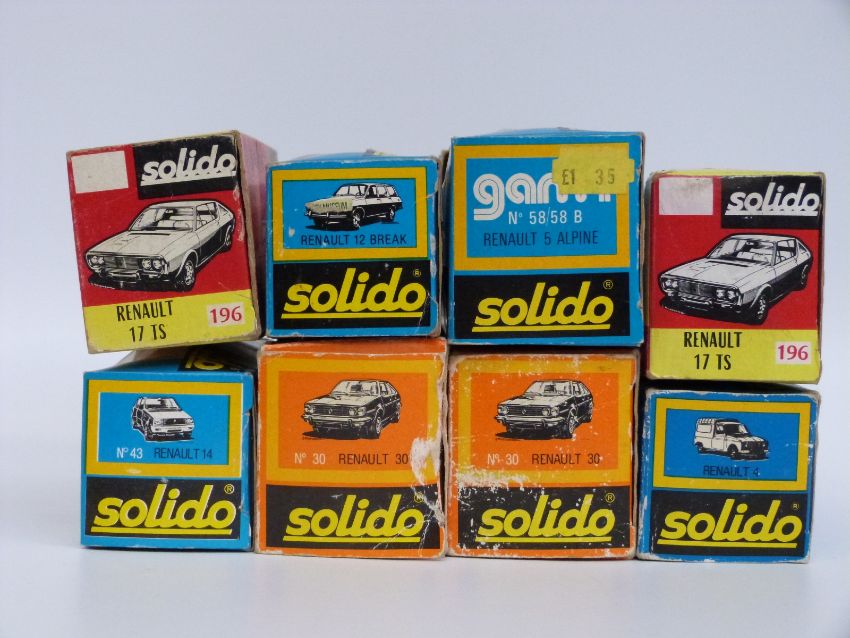 solido
RENAULT
17 TS
196
MUSEUM
RENAULT 12 BREAK
solido®
gam
£1 35
N° 58/58 B
RENAULT 5 ALPINE
solido®
solido
RENAULT
17 TS
196
N° 43 RENAULT 14
solido®
N° 30 RENAULT 30
solido®
N° 30 RENAULT 30
solido®
RENAULT 4
solido®